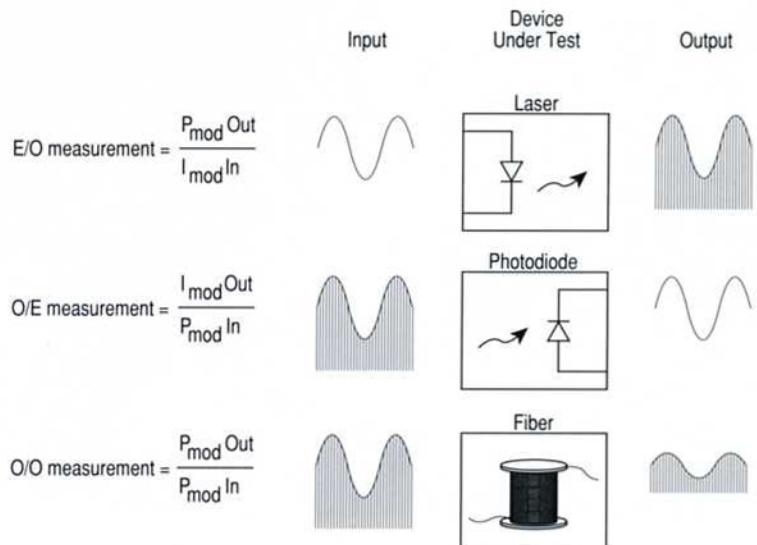 Input
Device
Under Test
Output
Laser
E/O measurement = P_mod Out / I_mod In
Photodiode
O/E measurement = I_mod Out / P_mod In
Fiber
O/O measurement = P_mod Out / P_mod In